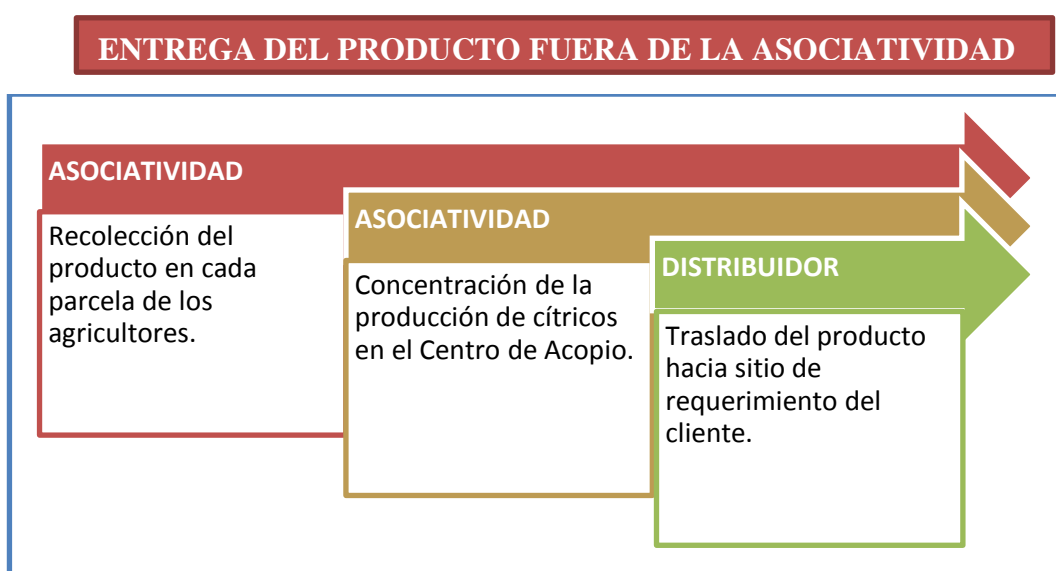 ENTREGA DEL PRODUCTO FUERA DE LA ASOCIATIVIDAD
ASOCIATIVIDAD
Recolección del
producto en cada
parcela de los
agricultores.
ASOCIATIVIDAD
Concentración de la
producción de cítricos
en el Centro de Acopio.
DISTRIBUIDOR
Traslado del producto
hacia sitio de
requerimiento del
cliente.